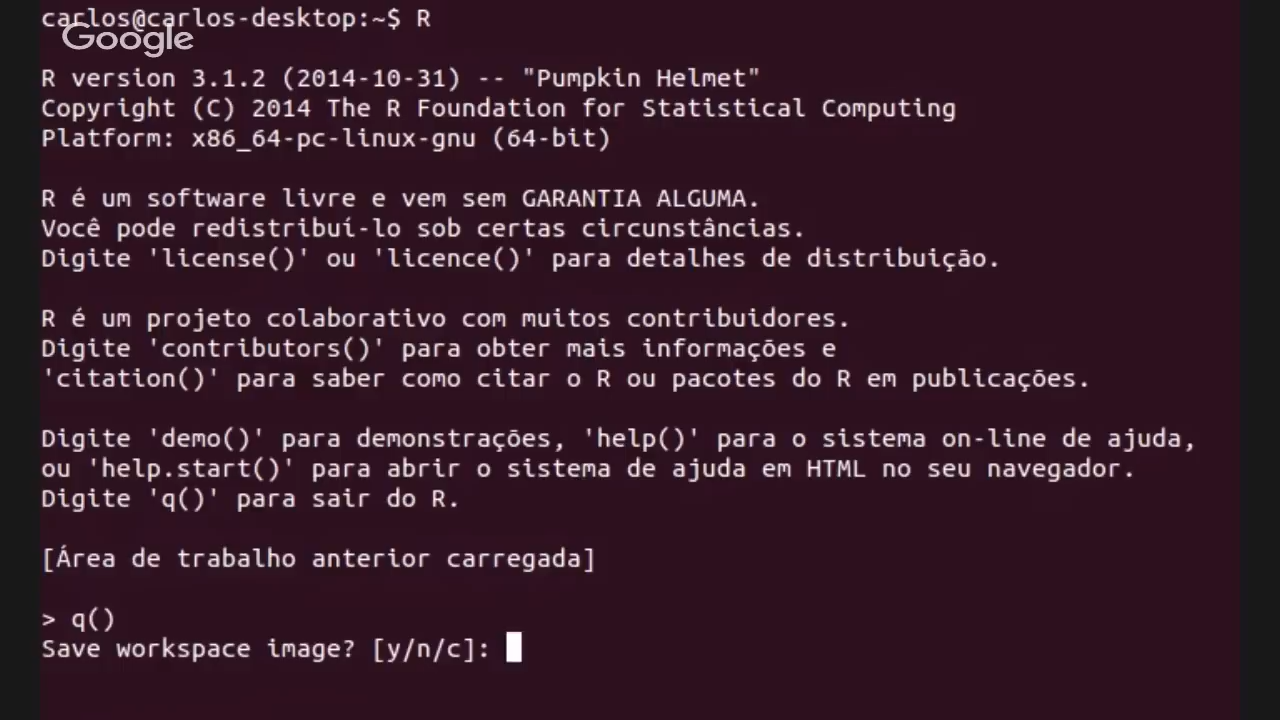 carlos@carlos-desktop:~$ R
Google
R version 3.1.2 (2014-10-31) -- "Pumpkin Helmet"
Copyright (C) 2014 The R Foundation for Statistical Computing
Platform: x86_64-pc-linux-gnu (64-bit)
R é um software livre e vem sem GARANTIA ALGUMA.
Você pode redistribuí-lo sob certas circunstâncias.
Digite 'license()' ou 'licence()' para detalhes de distribuição.
R é um projeto colaborativo com muitos contribuidores.
Digite 'contributors()' para obter mais informações e
'citation()' para saber como citar o R ou pacotes do R em publicações.
Digite 'demo()' para demonstrações, 'help()' para o sistema on-line de ajuda,
ou 'help.start()' para abrir o sistema de ajuda em HTML no seu navegador.
Digite 'q()' para sair do R.
[Área de trabalho anterior carregada]
> q()
Save workspace image? [y/n/c]: